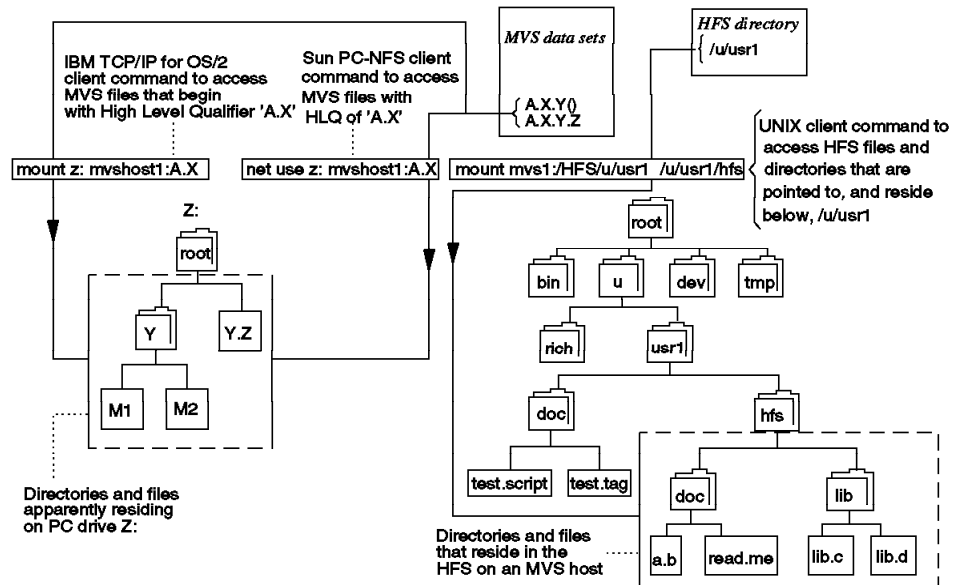 IBM TCP/IP for OS/2
client command to access
MVS files that begin
with High Level Qualifier 'A.X'
Sun PC-NFS client
command to access
MVS files with
HLQ of 'A.X'
MVS data sets
A.X.Y()
A.X.Y.Z
HFS directory
/u/usr1
mount z: mvshost1:A.X
net use z: mvshost1:A.X
mount mvs1:/HFS/u/usr1 /u/usr1/hfs
UNIX client command to
access HFS files and
directories that are
pointed to, and reside
below, /u/usr1
Z:
root
Y
Y.Z
M1
M2
Directories and files
apparently residing
on PC drive Z:
root
bin
u
dev
tmp
rich
usr1
doc
hfs
test.script
test.tag
doc
lib
a.b
read.me
lib.c
lib.d
Directories and files
that reside in the
HFS on an MVS host